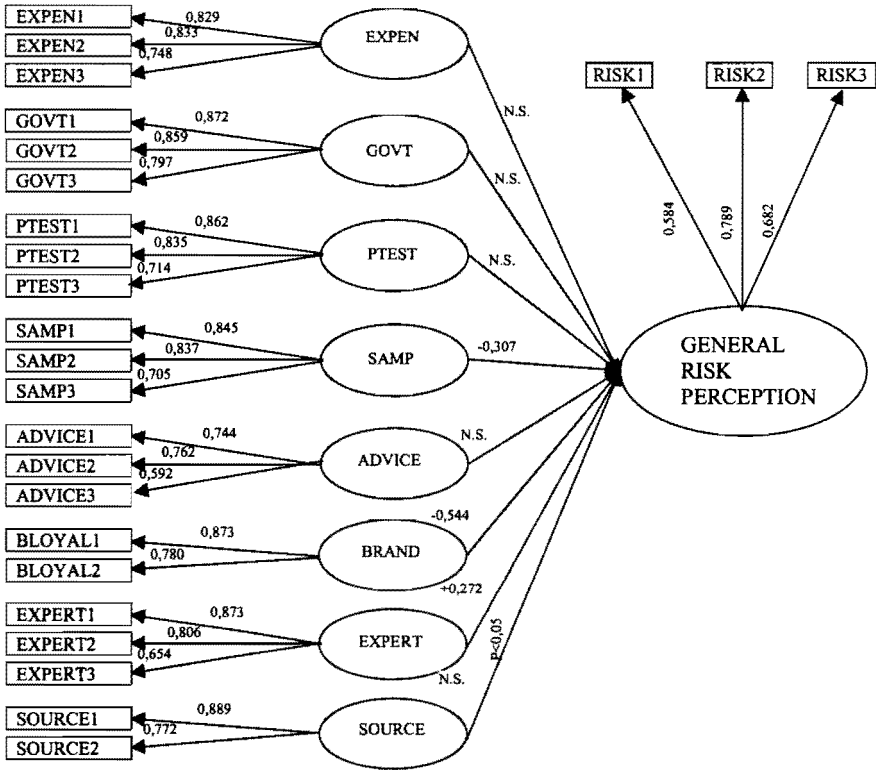 EXPEN1
0,829
EXPEN2
0,833
EXPEN3
0,748
EXPEN
N.S.
GOVT1
0,872
GOVT2
0,859
GOVT3
0,797
GOVT
N.S.
PTEST1
0,862
PTEST2
0,835
PTEST3
0,714
PTEST
N.S.
SAMP1
0,845
SAMP2
0,837
SAMP3
0,705
SAMP
-0,307
ADVICE1
0,744
ADVICE2
0,762
ADVICE3
0,592
ADVICE
N.S.
BLOYAL1
0,873
BLOYAL2
0,780
BRAND
-0,544
EXPERT1
0,873
EXPERT2
0,806
EXPERT3
0,654
EXPERT
+0,272
SOURCE1
0,889
SOURCE2
0,772
SOURCE
N.S.
P<0,05
RISK1
RISK2
RISK3
0,584
0,789
0,682
GENERAL
RISK
PERCEPTION